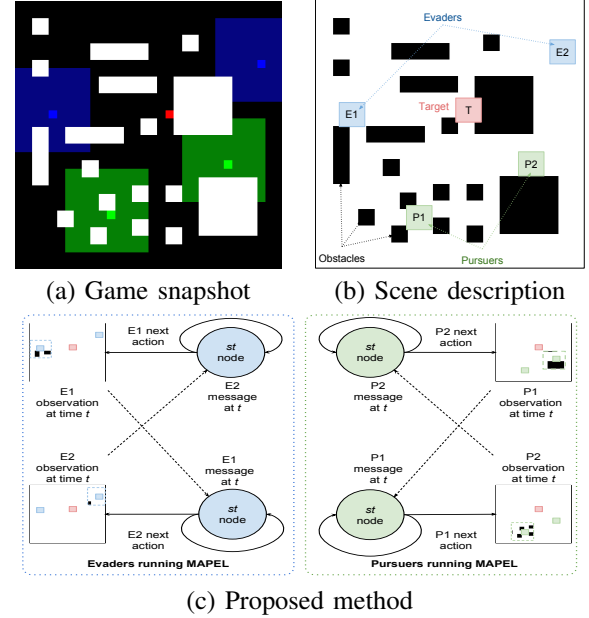 Evaders
E2
E1
Target
T
P2
P1
Obstacles
Pursuers
(a) Game snapshot
(b) Scene description
E1 next
action
st
node
E1
observation
at time t
E2
message
at t
E2
observation
at time t
E1
message
at t
st
node
E2 next
action
Evaders running MAPEL
st
node
P2 next
action
P2
message
at t
P1
observation
at time t
P1
message
at t
P2
observation
at time t
st
node
P1 next
action
Pursuers running MAPEL
(c) Proposed method